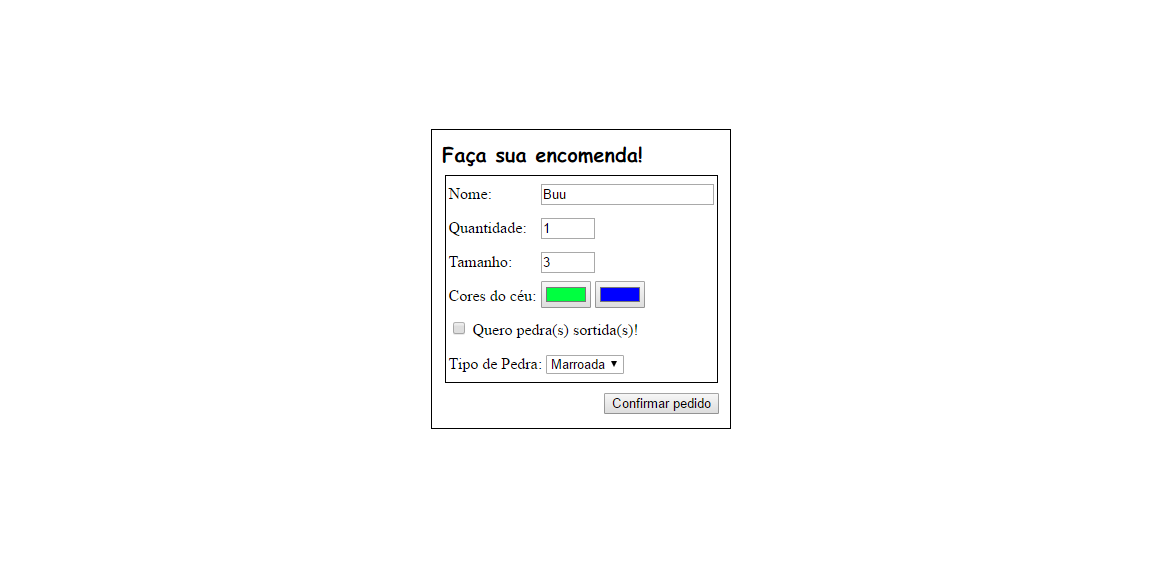 Faça sua encomenda!
Nome: Buu
Quantidade: 1
Tamanho: 3
Cores do céu:
Quero pedra(s) sortida(s)!
Tipo de Pedra: Marroada
Confirmar pedido